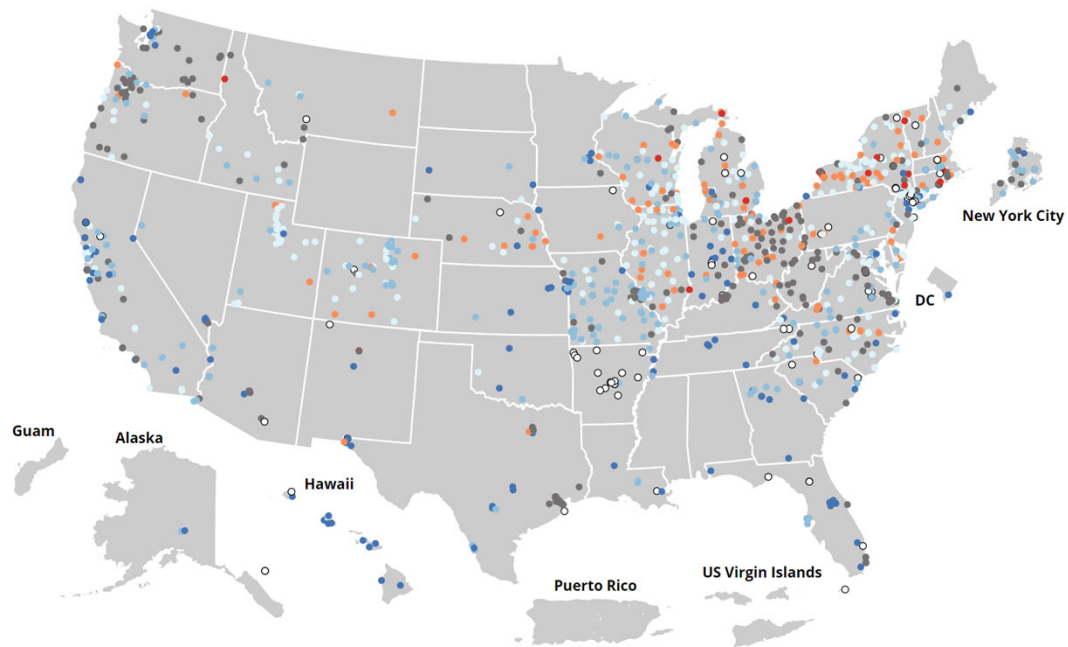 New York City
DC
Guam
Alaska
Hawaii
Puerto Rico
US Virgin Islands